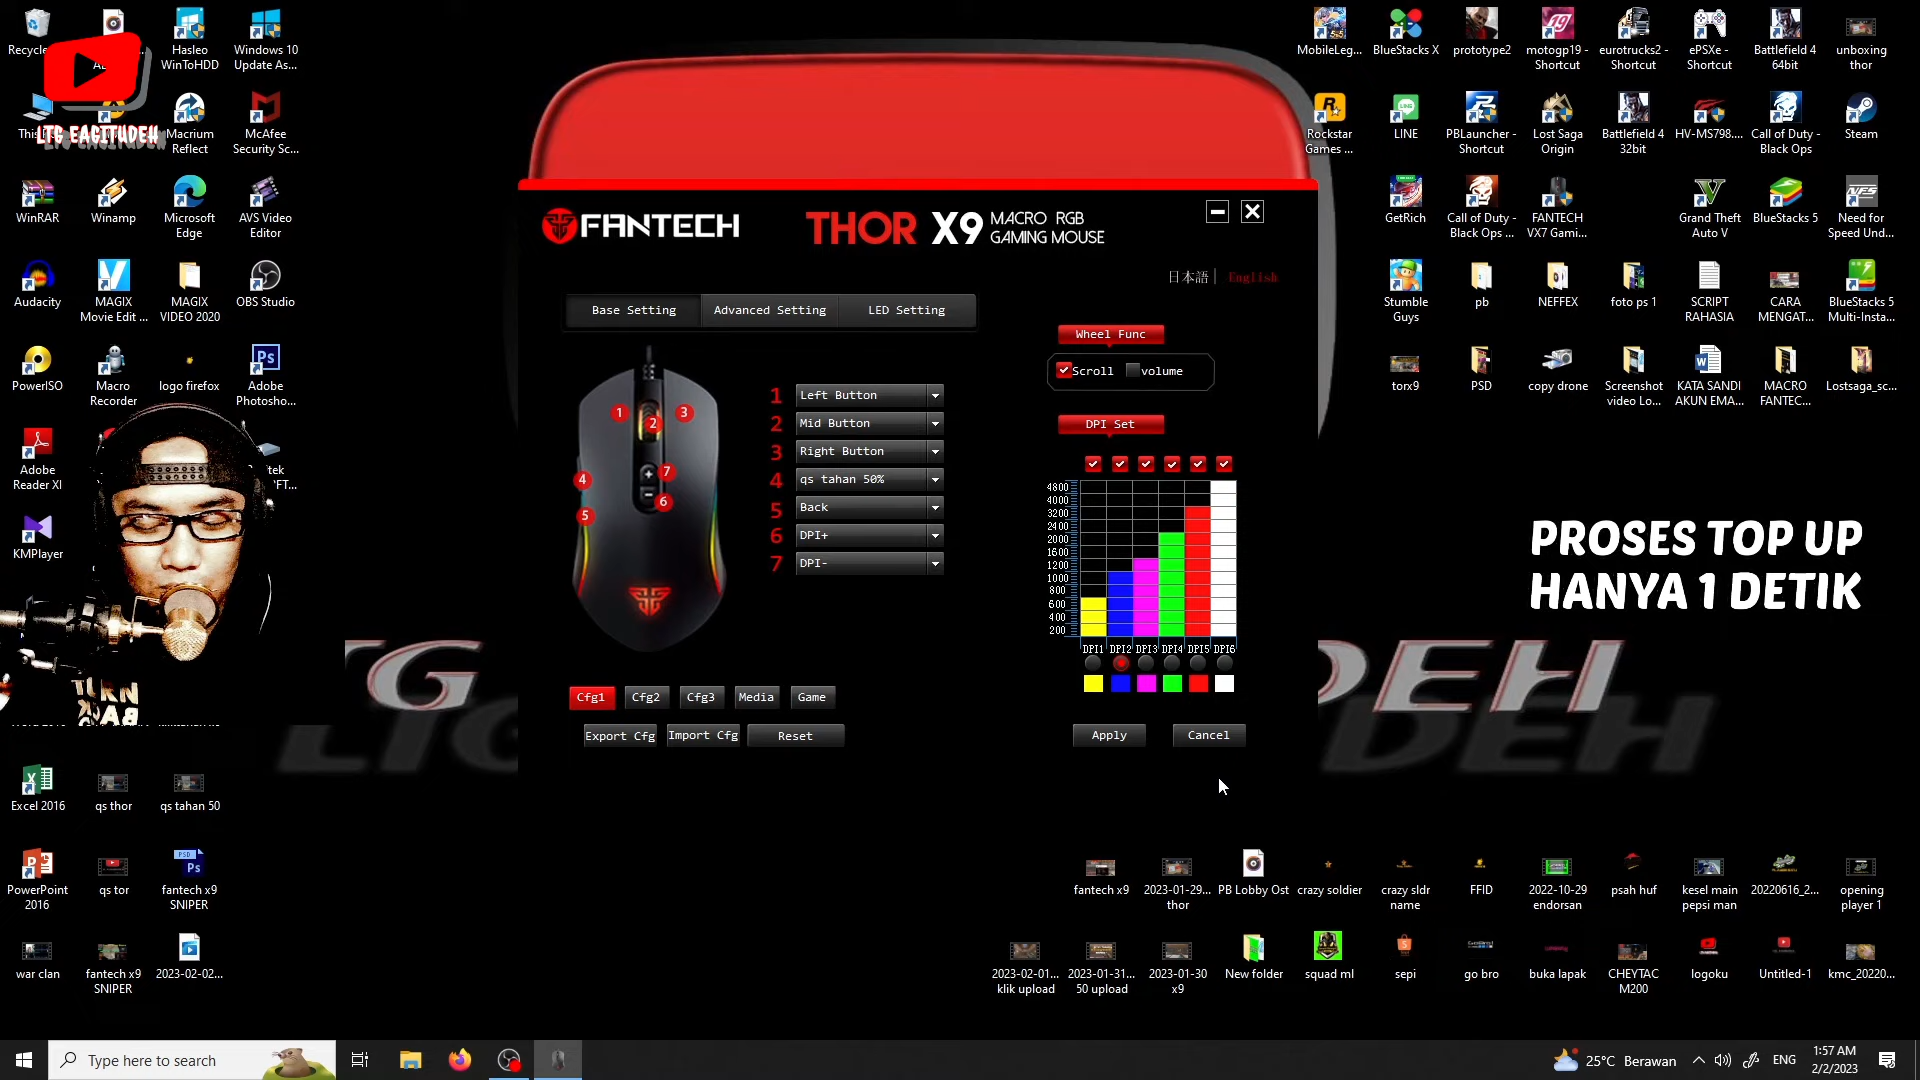 Recycle
Hasleo
WinToHDD
Windows 10
Update As...
LTG EAGITUDEH
Macrium
Reflect
McAfee
Security Sc...
WinRAR
Winamp
Microsoft
Edge
AVS Video
Editor
Audacity
MAGIX
Movie Edit ...
MAGIX
VIDEO 2020
OBS Studio
PowerISO
Macro
Recorder
logo firefox
Adobe
Photosho...
Adobe
Reader XI
KMPlayer
TURN
BACK
Excel 2016
qs thor
qs tahan 50
PowerPoint
2016
qs tor
fantech x9
SNIPER
war clan
fantech x9
SNIPER
2023-02-02...
FANTECH
THOR X9 MACRO RGB
GAMING MOUSE
日本語 | English
Base Setting
Advanced Setting
LED Setting
1 2 3 4 5 6 7
1 Left Button
2 Mid Button
3 Right Button
4 qs tahan 50%
5 Back
6 DPI+
7 DPI-
Cfg1
Cfg2
Cfg3
Media
Game
Export Cfg
Import Cfg
Reset
Wheel Func
Scroll
volume
DPI Set
4800
4000
3200
2400
2000
1600
1200
1000
800
600
400
200
DPI1 DPI2 DPI3 DPI4 DPI5 DPI6
Apply
Cancel
MobileLeg...
BlueStacks X
prototype2
motogp19 -
Shortcut
eurotrucks2 -
Shortcut
ePSXe -
Shortcut
Battlefield 4
64bit
unboxing
thor
Rockstar
Games ...
LINE
PBLauncher -
Shortcut
Lost Saga
Origin
Battlefield 4
32bit
HV-MS798....
Call of Duty -
Black Ops
Steam
GetRich
Call of Duty -
Black Ops ...
FANTECH
VX7 Gami...
Grand Theft
Auto V
BlueStacks 5
Need for
Speed Und...
Stumble
Guys
pb
NEFFEX
foto ps 1
SCRIPT
RAHASIA
CARA
MENGAT...
BlueStacks 5
Multi-Insta...
torx9
PSD
copy drone
Screenshot
video Lo...
KATA SANDI
AKUN EMA...
MACRO
FANTEC...
Lostsaga_sc...
PROSES TOP UP
HANYA 1 DETIK
fantech x9
2023-01-29...
thor
PB Lobby Ost
crazy soldier
crazy sldr
name
FFID
2022-10-29
endorsan
psah huf
kesel main
pepsi man
20220616_2...
opening
player 1
2023-02-01...
klik upload
2023-01-31...
50 upload
2023-01-30
x9
New folder
squad ml
sepi
go bro
buka lapak
CHEYTAC
M200
logoku
Untitled-1
kmc_20220...
Type here to search
25°C Berawan
ENG
1:57 AM
2/2/2023